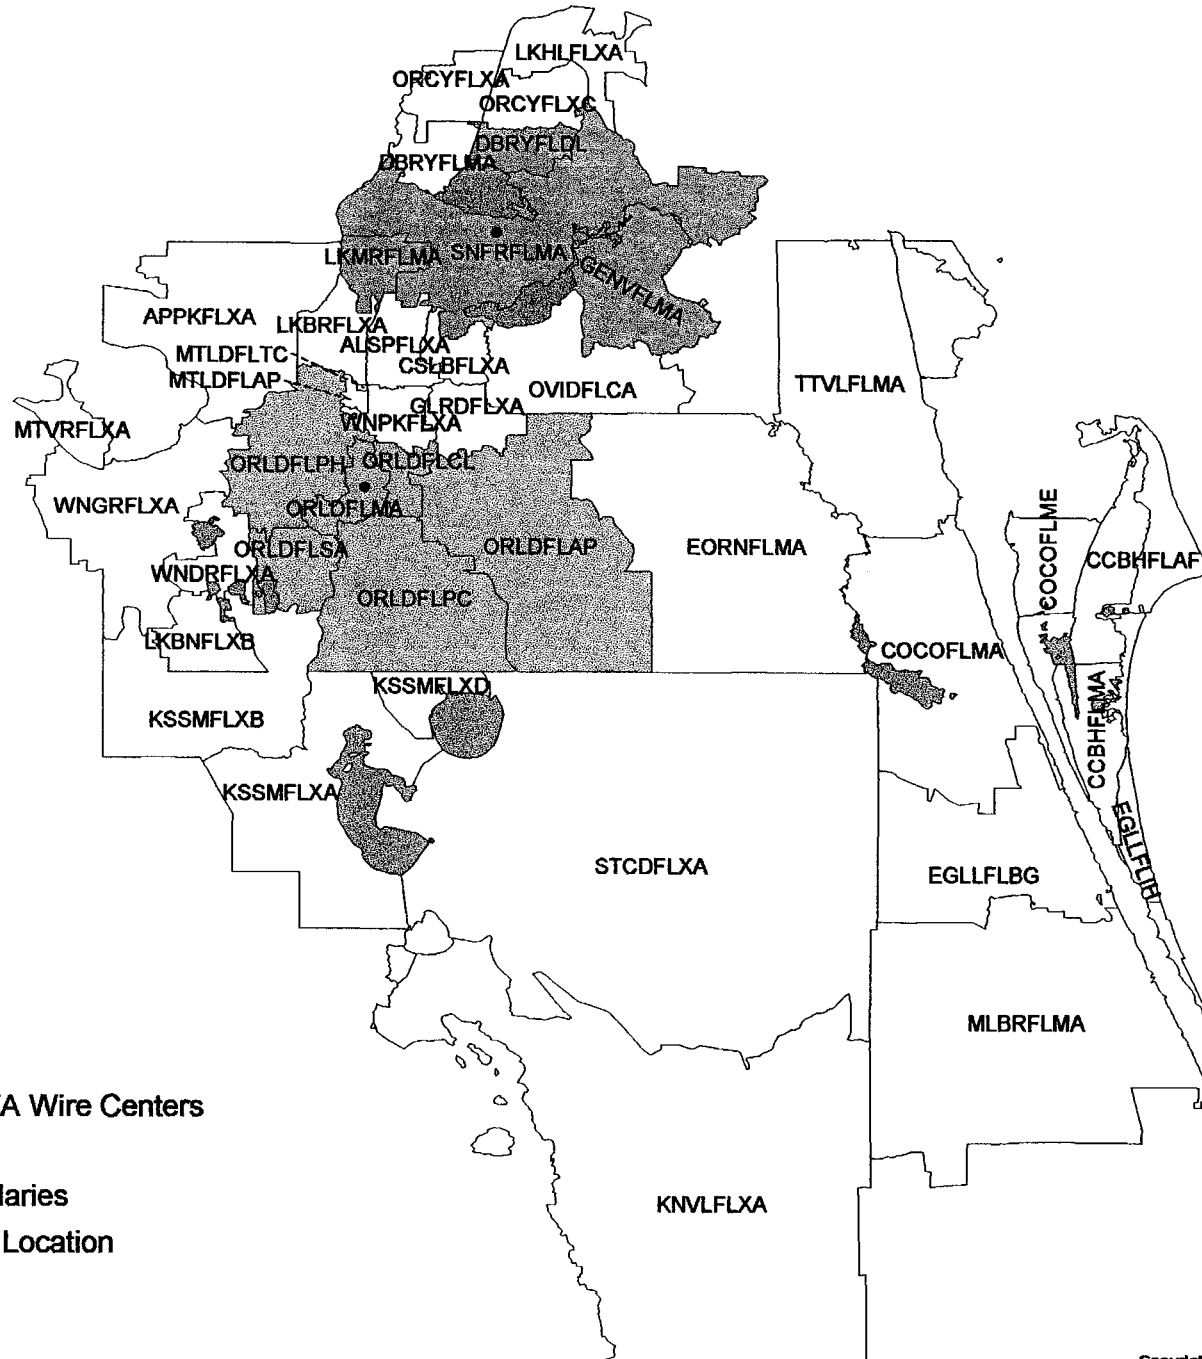 LKHLFLXA
ORCYFLXA
ORCYFLXC
DBRYFLDL
DBRYFLMA
LKMRFLMA
SNFRFLMA
GENVFLMA
APPKFLXA
LKBRFLXA
ALSPFLXA
MTLDFLTC
CSLBFLXA
MTLDFLAP
OVIDFLCA
TTVLFLMA
GLRDFLXA
WNPKFLXA
MTVRFLXA
ORLDFLPH
ORLDFLCL
WNGRFLXA
ORLDFLMA
ORLDFLSA
ORLDFLAP
EORNFLMA
COCOFLME
CCBHFLAF
WNDRFLXA
ORLDFLPC
LKBNFLXB
COCOFLMA
KSSMFLXD
KSSMFLXB
CCBHFLMA
KSSMFLXA
EGLLFLIH
STCDFLXA
EGLLFLBG
MLBRFLMA
A Wire Centers
daries
KNVLFLXA
Location